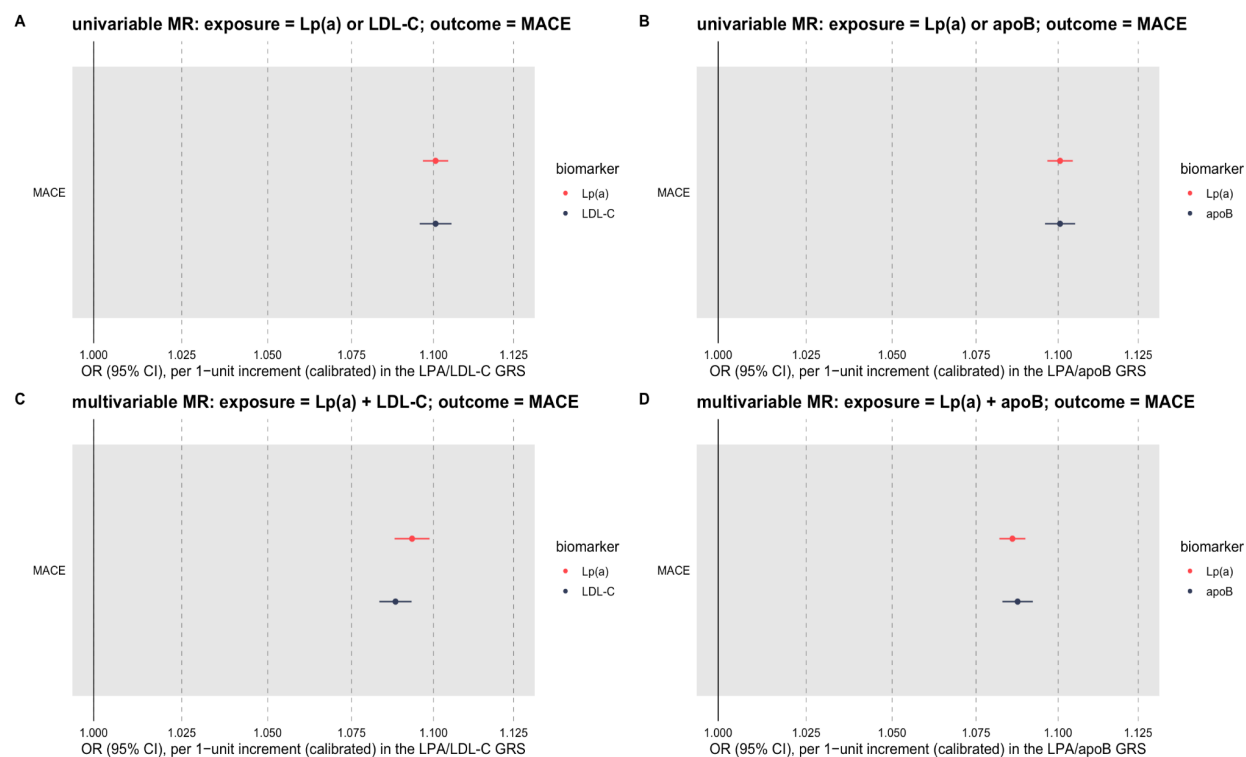 A
univariable MR: exposure = Lp(a) or LDL-C; outcome = MACE
MACE
biomarker
Lp(a)
LDL-C
1.000 1.025 1.050 1.075 1.100 1.125
OR (95% CI), per 1−unit increment (calibrated) in the LPA/LDL-C GRS
B
univariable MR: exposure = Lp(a) or apoB; outcome = MACE
MACE
biomarker
Lp(a)
apoB
1.000 1.025 1.050 1.075 1.100 1.125
OR (95% CI), per 1−unit increment (calibrated) in the LPA/apoB GRS
C
multivariable MR: exposure = Lp(a) + LDL-C; outcome = MACE
MACE
biomarker
Lp(a)
LDL-C
1.000 1.025 1.050 1.075 1.100 1.125
OR (95% CI), per 1−unit increment (calibrated) in the LPA/LDL-C GRS
D
multivariable MR: exposure = Lp(a) + apoB; outcome = MACE
MACE
biomarker
Lp(a)
apoB
1.000 1.025 1.050 1.075 1.100 1.125
OR (95% CI), per 1−unit increment (calibrated) in the LPA/apoB GRS